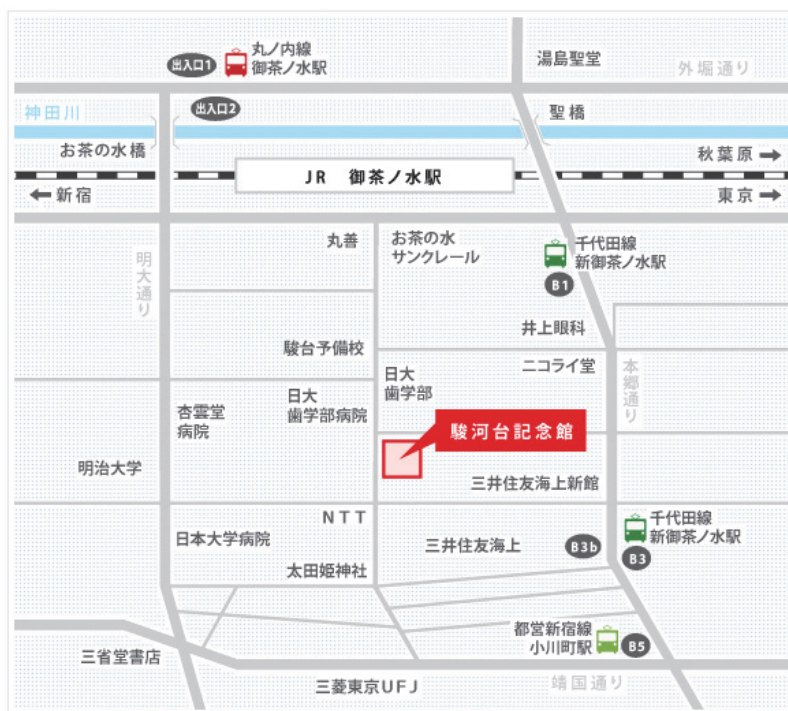 丸ノ内線
出入口1
御茶ノ水駅
湯島聖堂
外堀通り
神田川
出入口2
聖橋
お茶の水橋
秋葉原
JR 御茶ノ水駅
新宿
東京
丸善
お茶の水
サンクレール
千代田線
新御茶ノ水駅
B1
明大通り
井上眼科
駿台予備校
ニコライ堂
本郷通り
日大
歯学部
日大
歯学部病院
杏雲堂
病院
駿河台記念館
明治大学
三井住友海上新館
NTT
千代田線
新御茶ノ水駅
日本大学病院
三井住友海上
B3b
B3
太田姫神社
都営新宿線
小川町駅
B5
三省堂書店
三菱東京UFJ
靖国通り